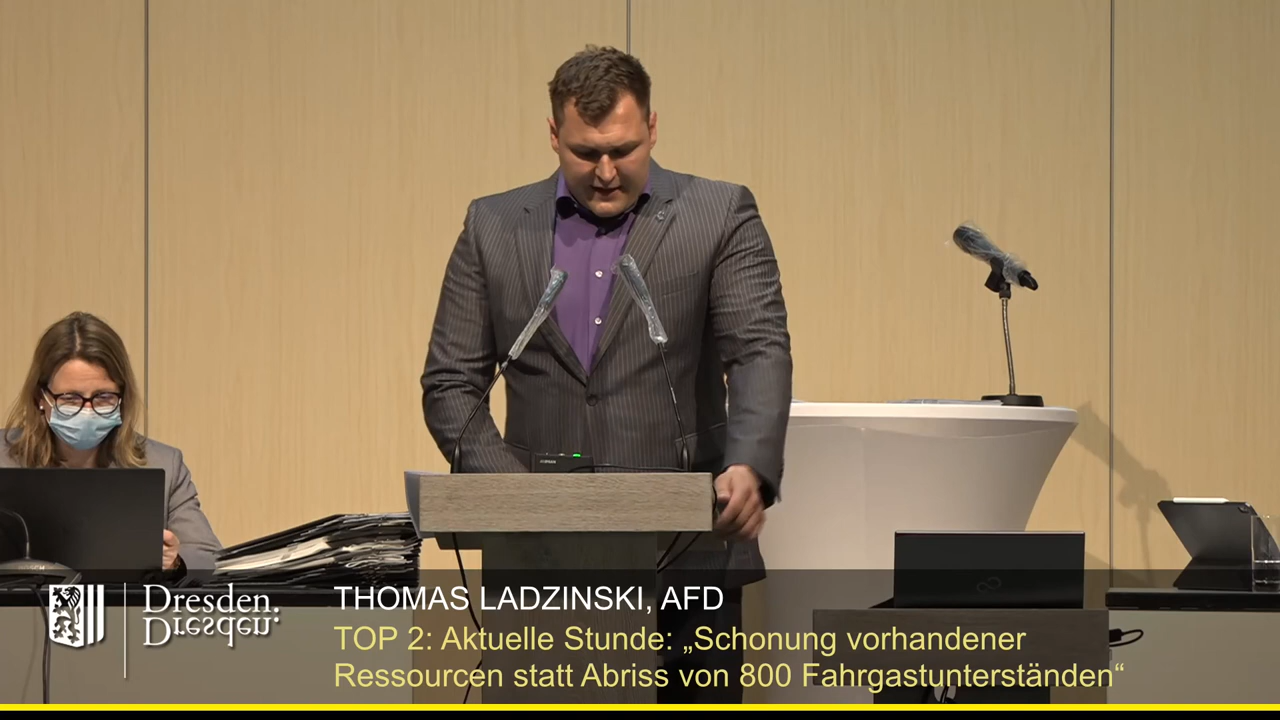 Dresden.
Dresden.
THOMAS LADZINSKI, AFD
TOP 2: Aktuelle Stunde: „Schonung vorhandener
Ressourcen statt Abriss von 800 Fahrgastunterständen“